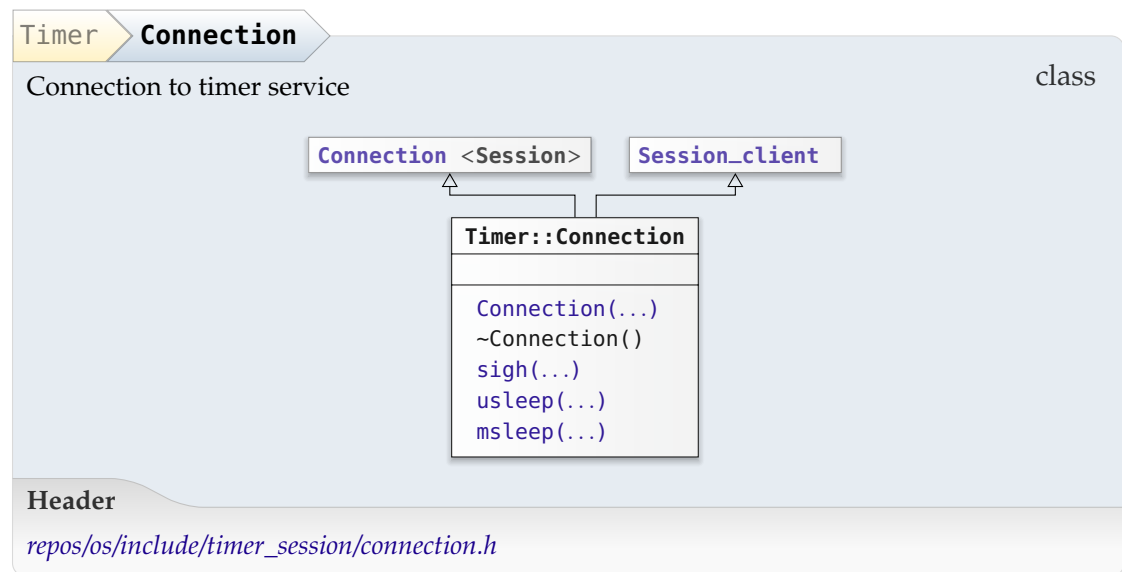 Timer Connection
Connection to timer service class
Connection <Session> Session_client
Timer::Connection
Connection(...)
~Connection()
sigh(...)
usleep(...)
msleep(...)
Header
repos/os/include/timer_session/connection.h